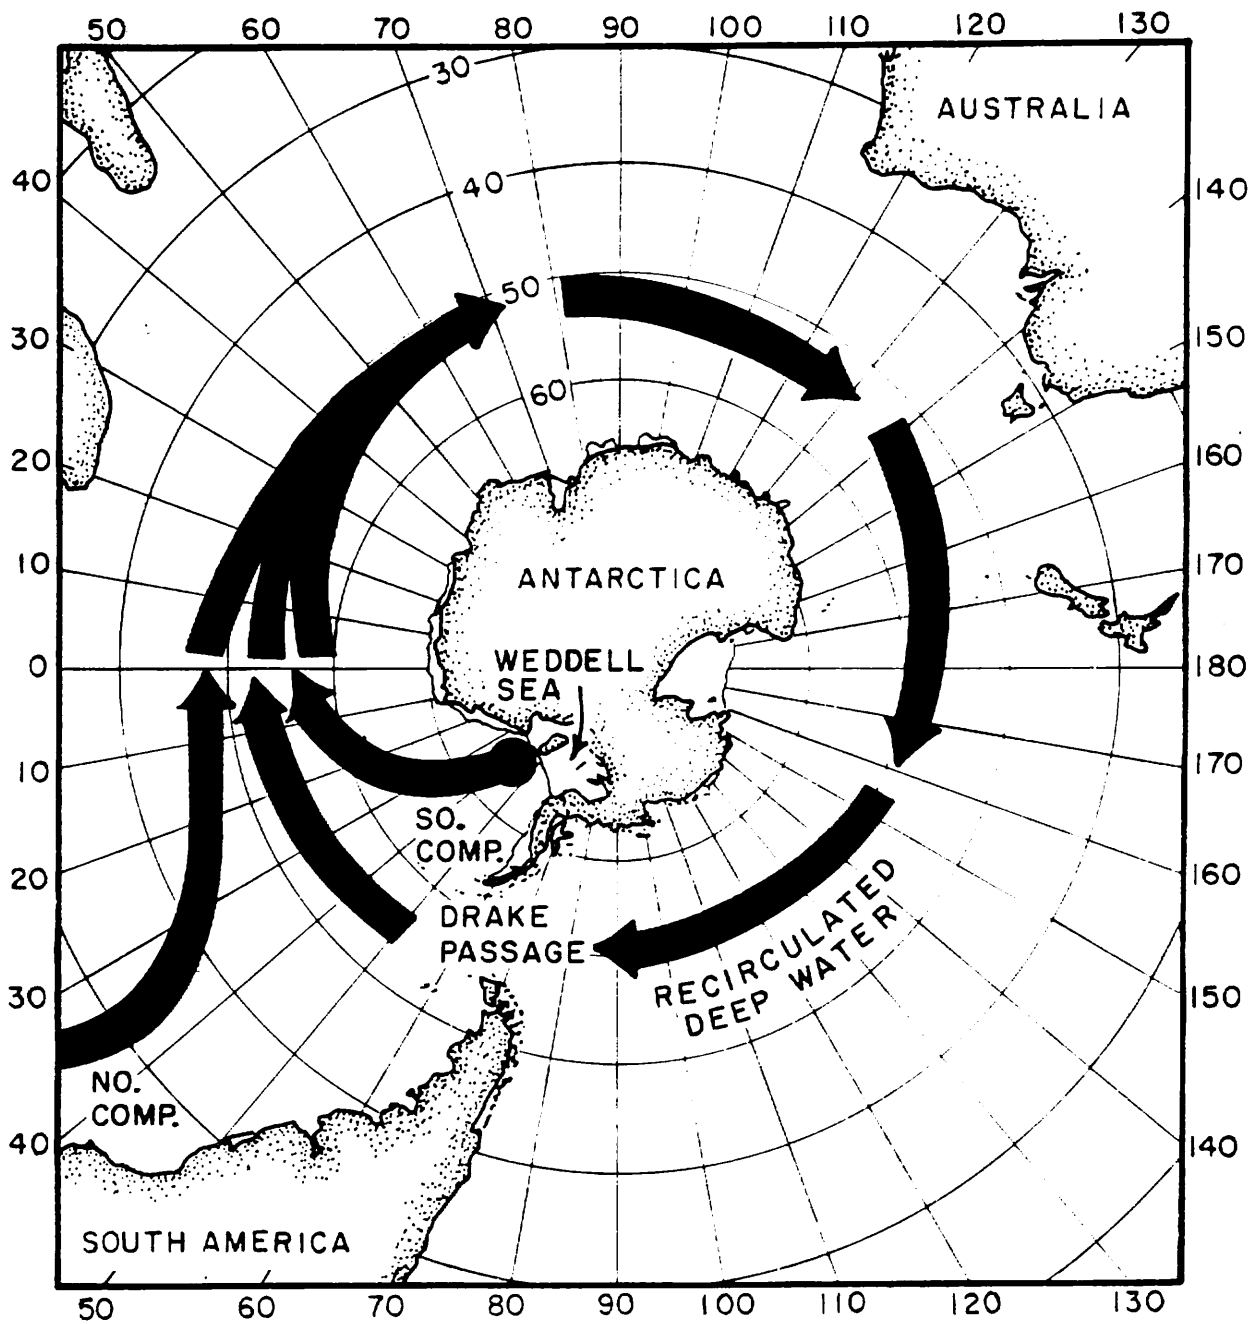 50 60 70 80 90 100 110 120 130
30
AUSTRALIA
40
40
140
50
30
150
60
20
160
10
ANTARCTICA
170
0
WEDDELL
SEA
180
10
170
SO.
COMP.
20
160
DRAKE
PASSAGE
RECIRCULATED
DEEP WATER
30
150
NO.
COMP.
40
140
SOUTH AMERICA
50 60 70 80 90 100 110 120 130